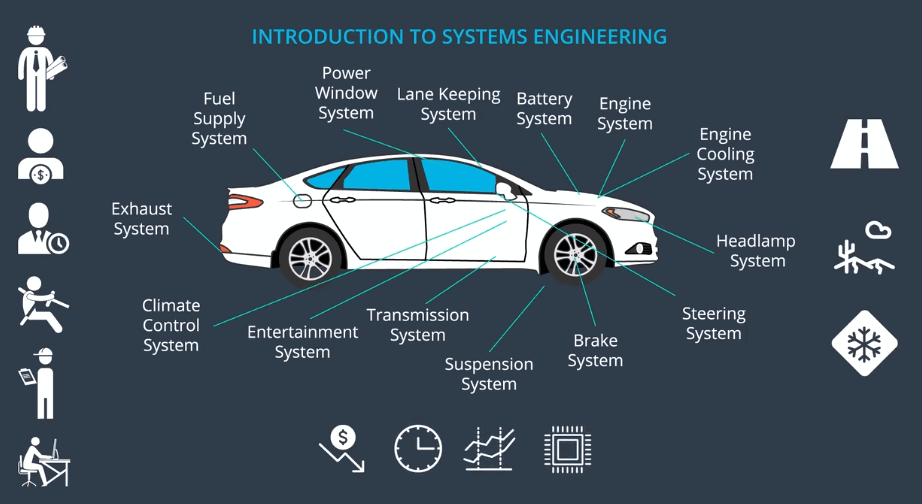 INTRODUCTION TO SYSTEMS ENGINEERING
Power
Window
System
Lane Keeping
System
Battery
System
Engine
System
Fuel
Supply
System
Engine
Cooling
System
Exhaust
System
Headlamp
System
Climate
Control
System
Entertainment
System
Transmission
System
Suspension
System
Brake
System
Steering
System
$
$